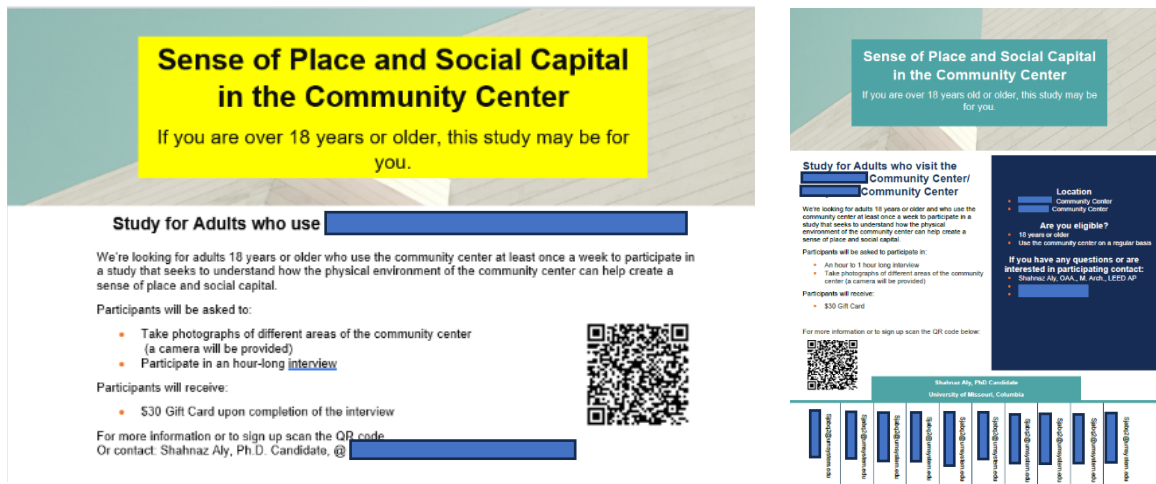 Sense of Place and Social Capital
in the Community Center
If you are over 18 years or older, this study may be for
you.
Study for Adults who use
We're looking for adults 18 years or older who use the community center at least once a week to participate in
a study that seeks to understand how the physical environment of the community center can help create a
sense of place and social capital.
Participants will be asked to:
• Take photographs of different areas of the community center
(a camera will be provided)
• Participate in an hour-long interview
Participants will receive:
• $30 Gift Card upon completion of the interview
For more information or to sign up scan the QR code
Or contact: Shahnaz Aly, Ph.D. Candidate, @
Sense of Place and Social Capital
in the Community Center
If you are over 18 years old or older, this study may be
for you.
Study for Adults who visit the
Community Center/
Community Center
We're looking for adults 18 years or older and who use the
community center at least once a week to participate in a
study that seeks to understand how the physical
environment of the community center can help create a
sense of place and social capital.
Participants will be asked to participate in:
• An hour to 1 hour long interview
• Take photographs of different areas of the community
center (a camera will be provided)
Participants will receive:
• $30 Gift Card
For more information or to sign up scan the QR code below:
Location
• Community Center
• Community Center
Are you eligible?
• 18 years or older
• Use the community center on a regular basis
If you have any questions or are
interested in participating contact:
• Shahnaz Aly, OAA., M. Arch., LEED AP
Shahnaz Aly, PhD Candidate
University of Missouri, Columbia